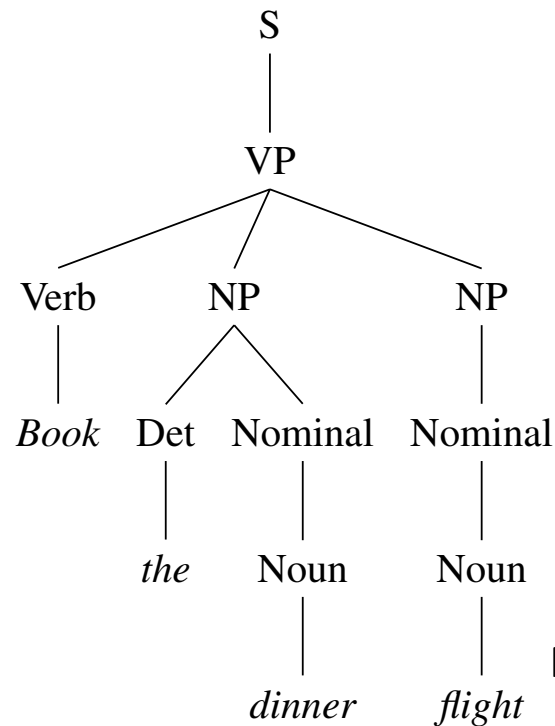 S
VP
Verb NP NP
Book Det Nominal Nominal
the Noun Noun
dinner flight